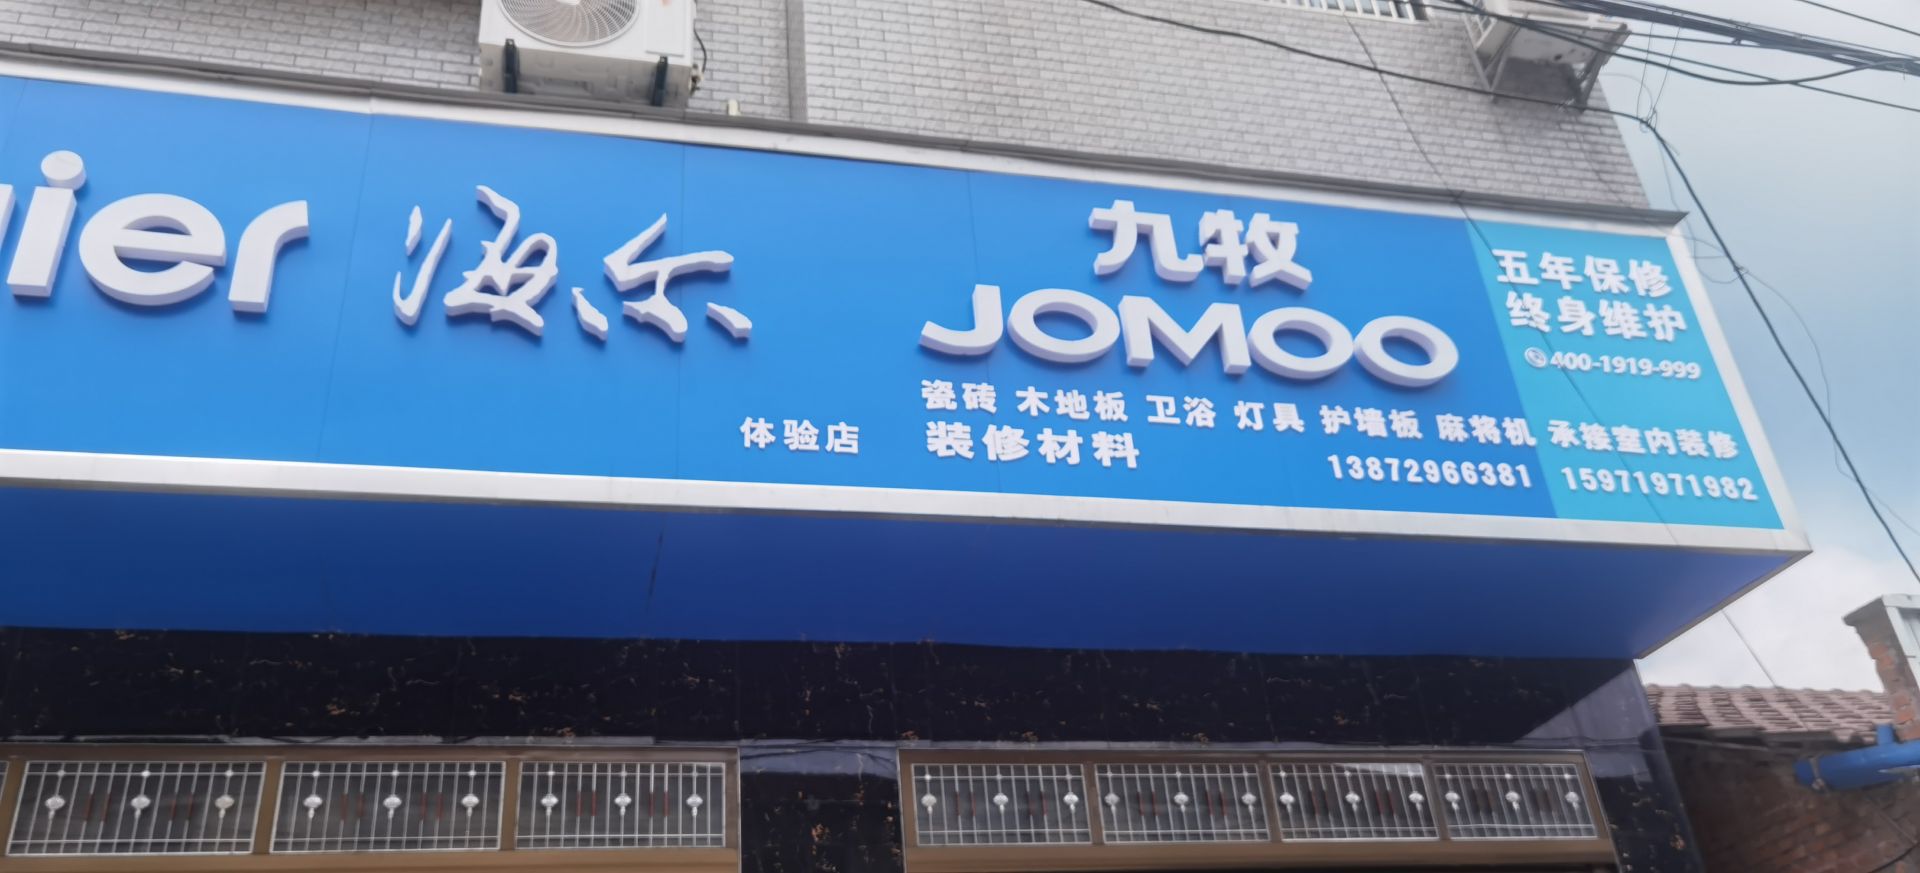 海尔
体验店
九牧
JOMOO
瓷砖 木地板 卫浴 灯具 护墙板 麻将机
装修材料
13872966381
五年保修
终身维护
400-1919-999
承接室内装修
15971971982